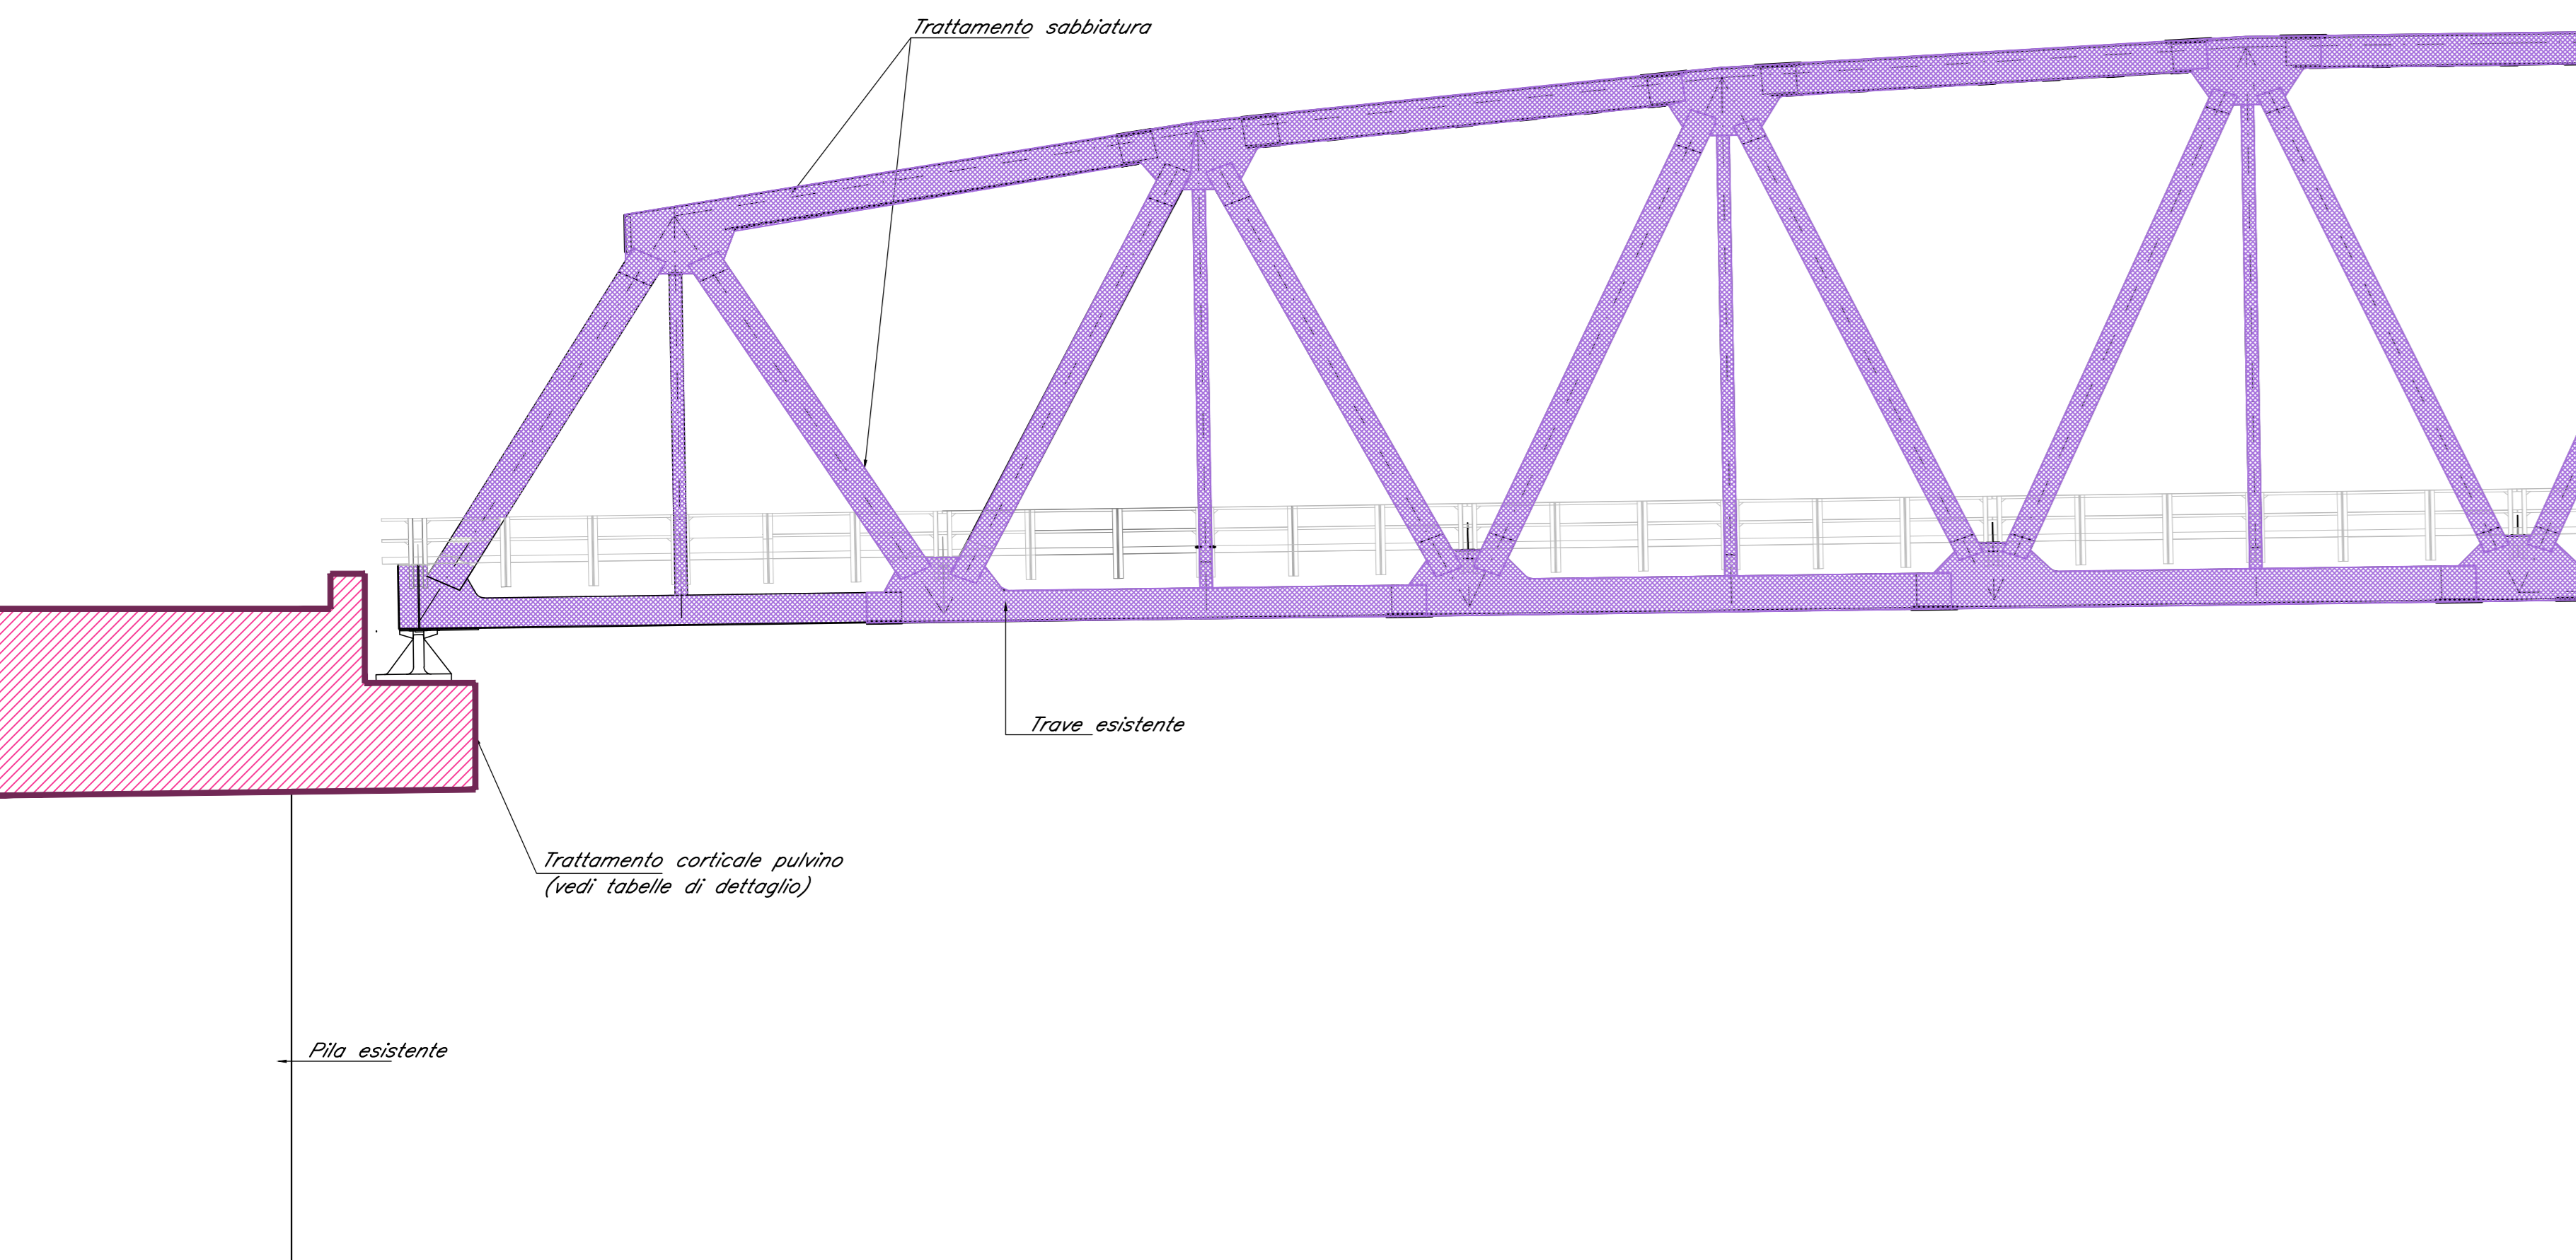 Trattamento sabbiatura
Trave esistente
Trattamento corticale pulvino
(vedi tabelle di dettaglio)
Pila esistente